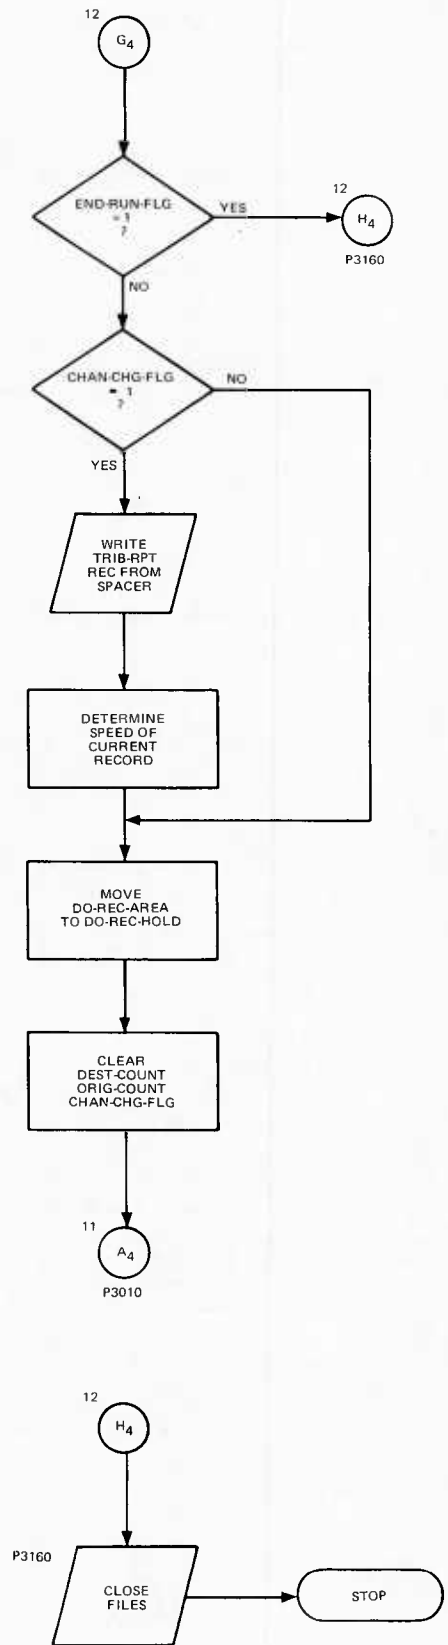 12
G4
END-RUN-FLG
= 1
?
YES
12
H4
P3160
NO
CHAN-CHG-FLG
= 1
?
NO
YES
WRITE
TRIB-RPT
REC FROM
SPACER
DETERMINE
SPEED OF
CURRENT
RECORD
MOVE
DO-REC-AREA
TO DO-REC-HOLD
CLEAR
DEST-COUNT
ORIG-COUNT
CHAN-CHG-FLG
11
A4
P3010
12
H4
P3160
CLOSE
FILES
STOP